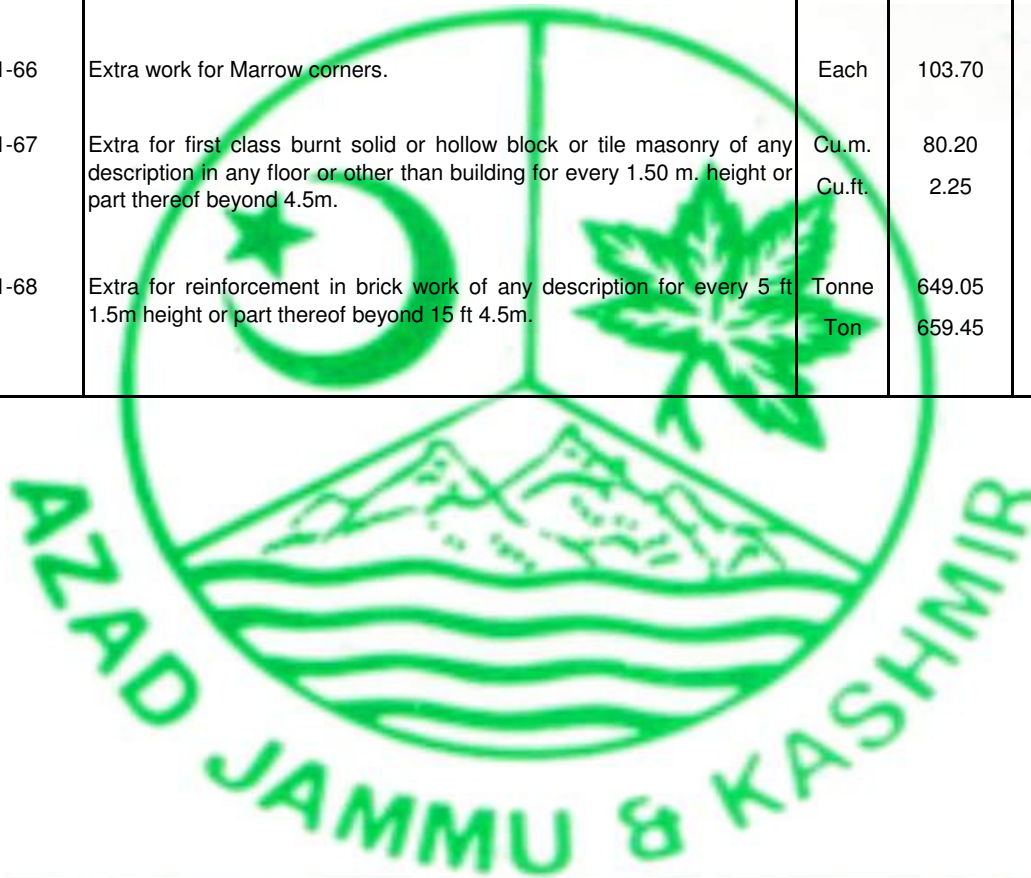 1-66 Extra work for Marrow corners. Each 103.70
1-67 Extra for first class burnt solid or hollow block or tile masonry of any Cu.m. 80.20
description in any floor or other than building for every 1.50 m. height or Cu.ft. 2.25
part thereof beyond 4.5m.
1-68 Extra for reinforcement in brick work of any description for every 5 ft Tonne 649.05
1.5m height or part thereof beyond 15 ft 4.5m. Ton 659.45
AZAD JAMMU & KASHMIR